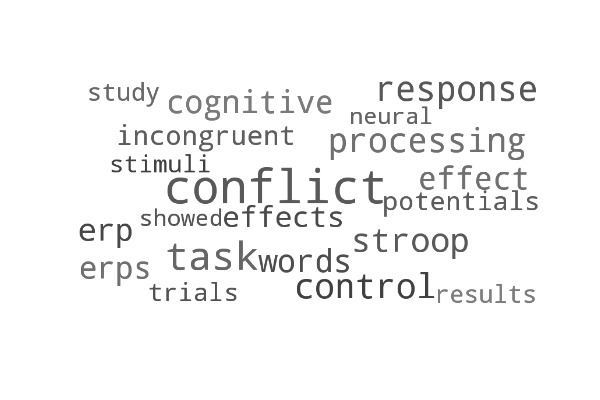 study cognitive response
neural
incongruent processing
stimuli
conflict effect
potentials
showed effects
erp stroop
task words
erps
trials control results